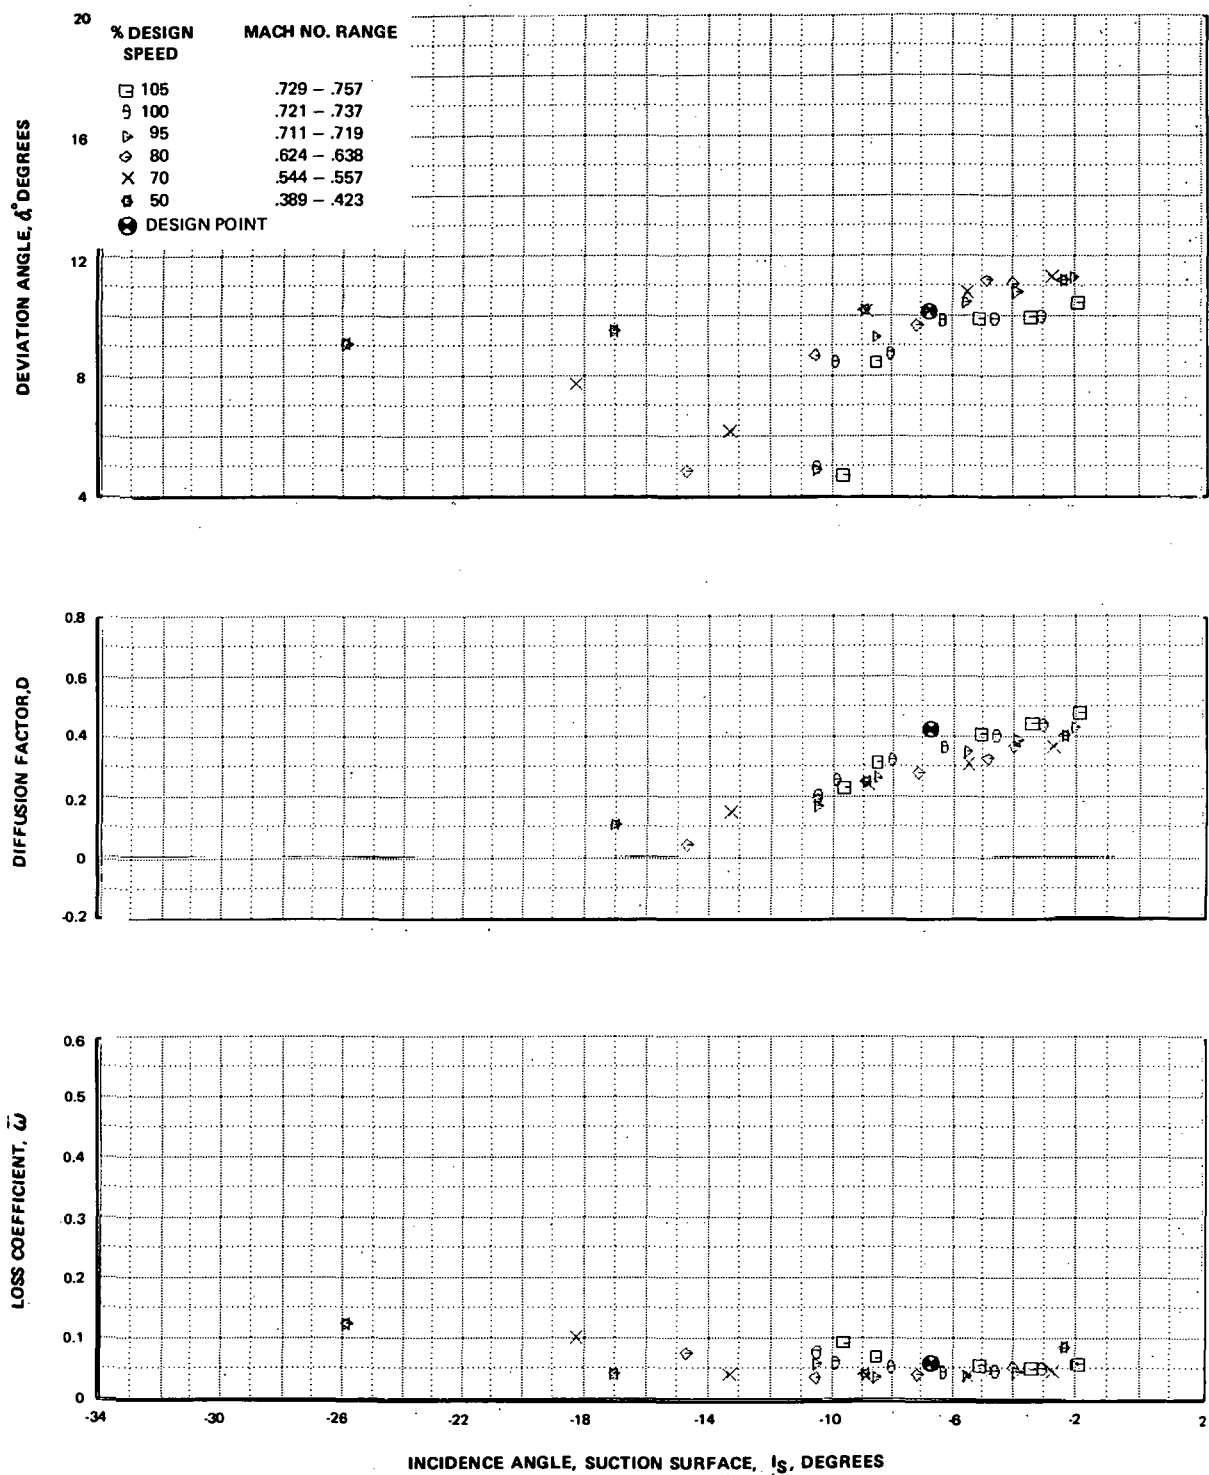 % DESIGN SPEED MACH NO. RANGE
105 .729 – .757
100 .721 – .737
95 .711 – .719
80 .624 – .638
70 .544 – .557
50 .389 – .423
DESIGN POINT
DEVIATION ANGLE, δ° DEGREES
20
16
12
8
4
DIFFUSION FACTOR,D
0.8
0.6
0.4
0.2
0
-0.2
LOSS COEFFICIENT, ω̄
0.6
0.5
0.4
0.3
0.2
0.1
0
-34 -30 -26 -22 -18 -14 -10 -6 -2 2
INCIDENCE ANGLE, SUCTION SURFACE, IS, DEGREES